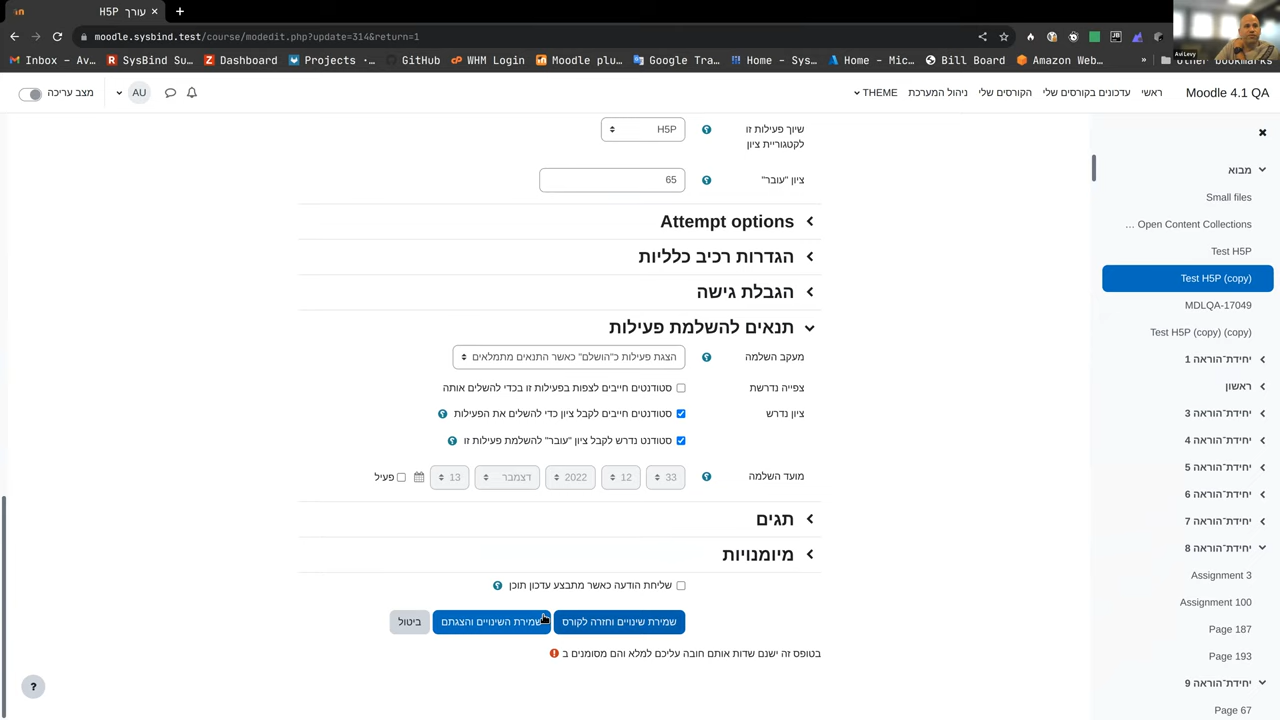 עורך H5P
moodle.sysbind.test/course/modedit.php?update=314&return=1
Inbox - Av...
RysBind Su...
Dashboard
Projects -...
GitHub
WHM Login
Moodle plu...
Google Tra...
Home - Sys...
Home - Mic...
Bill Board
Amazon Web...
»
Other bookmarks
Avi Levy
Moodle 4.1 QA
ראשי
הקורסים שלי
עדכונים בקורסים שלי
ניהול המערכת
THEME
AU
מצב עריכה
שיוך פעילות זו לקטגוריית ציון
H5P
ציון "עובר"
65
Attempt options
הגדרות רכיב כלליות
הגבלת גישה
תנאים להשלמת פעילות
מעקב השלמה
הצגת פעילות כ"הושלם" כאשר התנאים מתמלאים
צפייה נדרשת
סטודנטים חייבים לצפות בפעילות זו בכדי להשלים אותה
ציון נדרש
סטודנטים חייבים לקבל ציון כדי להשלים את הפעילות
סטודנט נדרש לקבל ציון "עובר" להשלמת פעילות זו
מועד השלמה
33
12
2022
דצמבר
13
פעיל
תגים
מיומנויות
שליחת הודעה כאשר מתבצע עדכון תוכן
שמירת שינויים וחזרה לקורס
שמירת השינויים והצגתם
ביטול
בטופס זה ישנם שדות אותם חובה עליכם למלא והם מסומנים ב
?
מבוא
Small files
Open Content Collections ...
Test H5P
Test H5P (copy)
MDLQA-17049
Test H5P (copy) (copy)
יחידת־הוראה 1
ראשון
יחידת־הוראה 3
יחידת־הוראה 4
יחידת־הוראה 5
יחידת־הוראה 6
יחידת־הוראה 7
יחידת־הוראה 8
Assignment 3
Assignment 100
Page 187
Page 193
יחידת־הוראה 9
Page 67